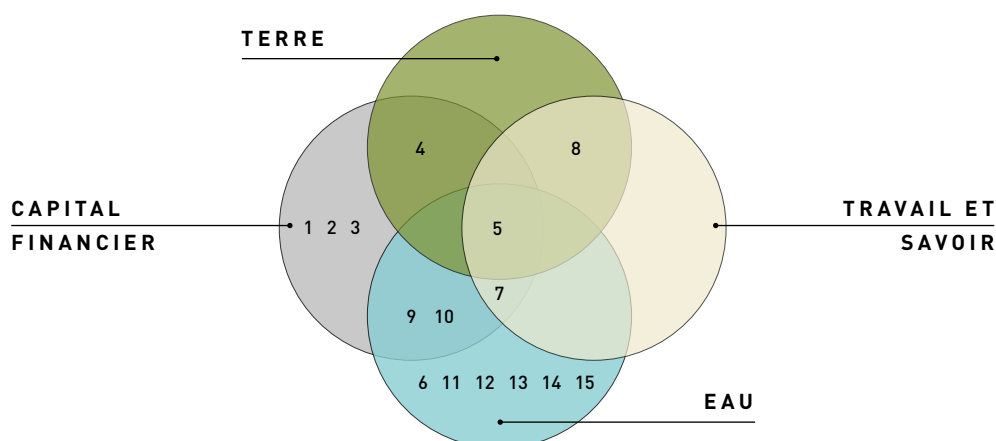 TERRE
4 8
CAPITAL
FINANCIER
1 2 3
5
TRAVAIL ET
SAVOIR
7
9 10
6 11 12 13 14 15
EAU